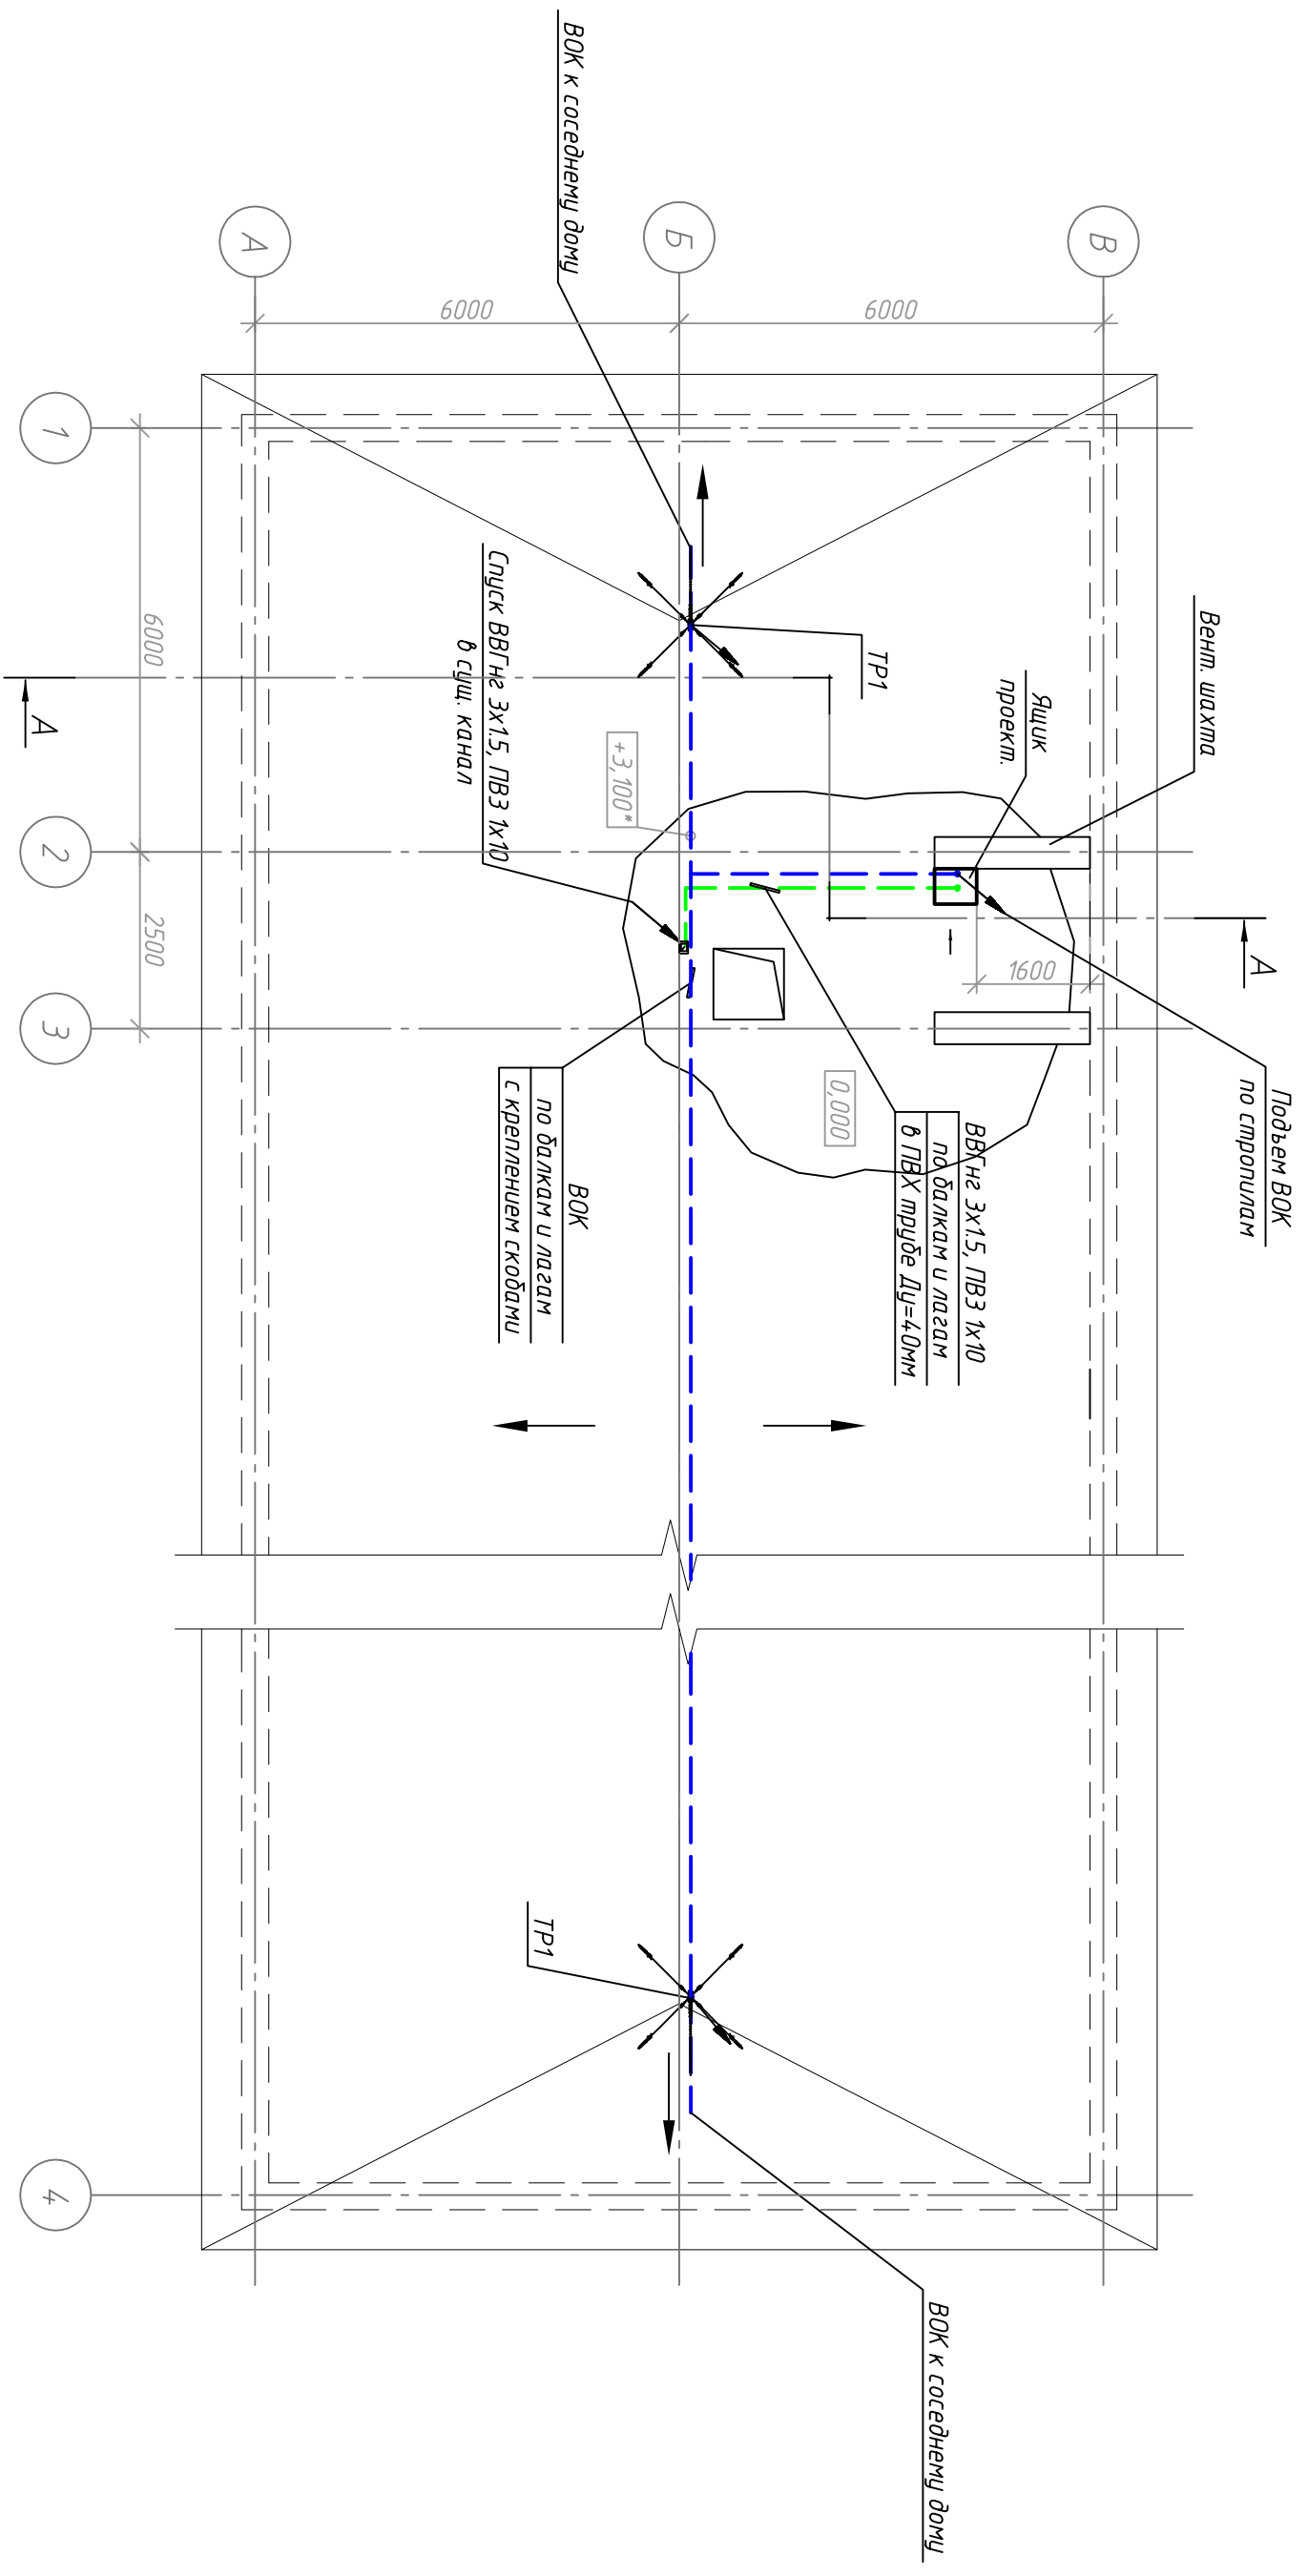 ВОК к соседнему дому
А
Б
В
6000
6000
1
2
3
4
6000
2500
А
А
Вент. шахта
Ящик
проект.
ТР1
Спуск ВВГнг 3х1.5, ПВ3 1х10
в сущ. канал
+3,100*
1600
0,000
Подъем ВОК
по стропилам
ВВГнг 3х1.5, ПВ3 1х10
по балкам и лагам
в ПВХ трубе Ду=40мм
ВОК
по балкам и лагам
с креплением скобами
ТР1
ВОК к соседнему дому